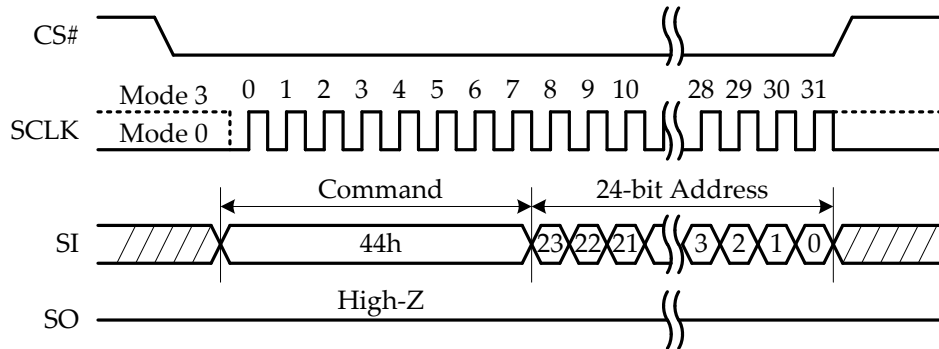 CS#
Mode 3 0 1 2 3 4 5 6 7 8 9 10 28 29 30 31
SCLK Mode 0
Command 24-bit Address
SI 44h 23 22 21 3 2 1 0
High-Z
SO